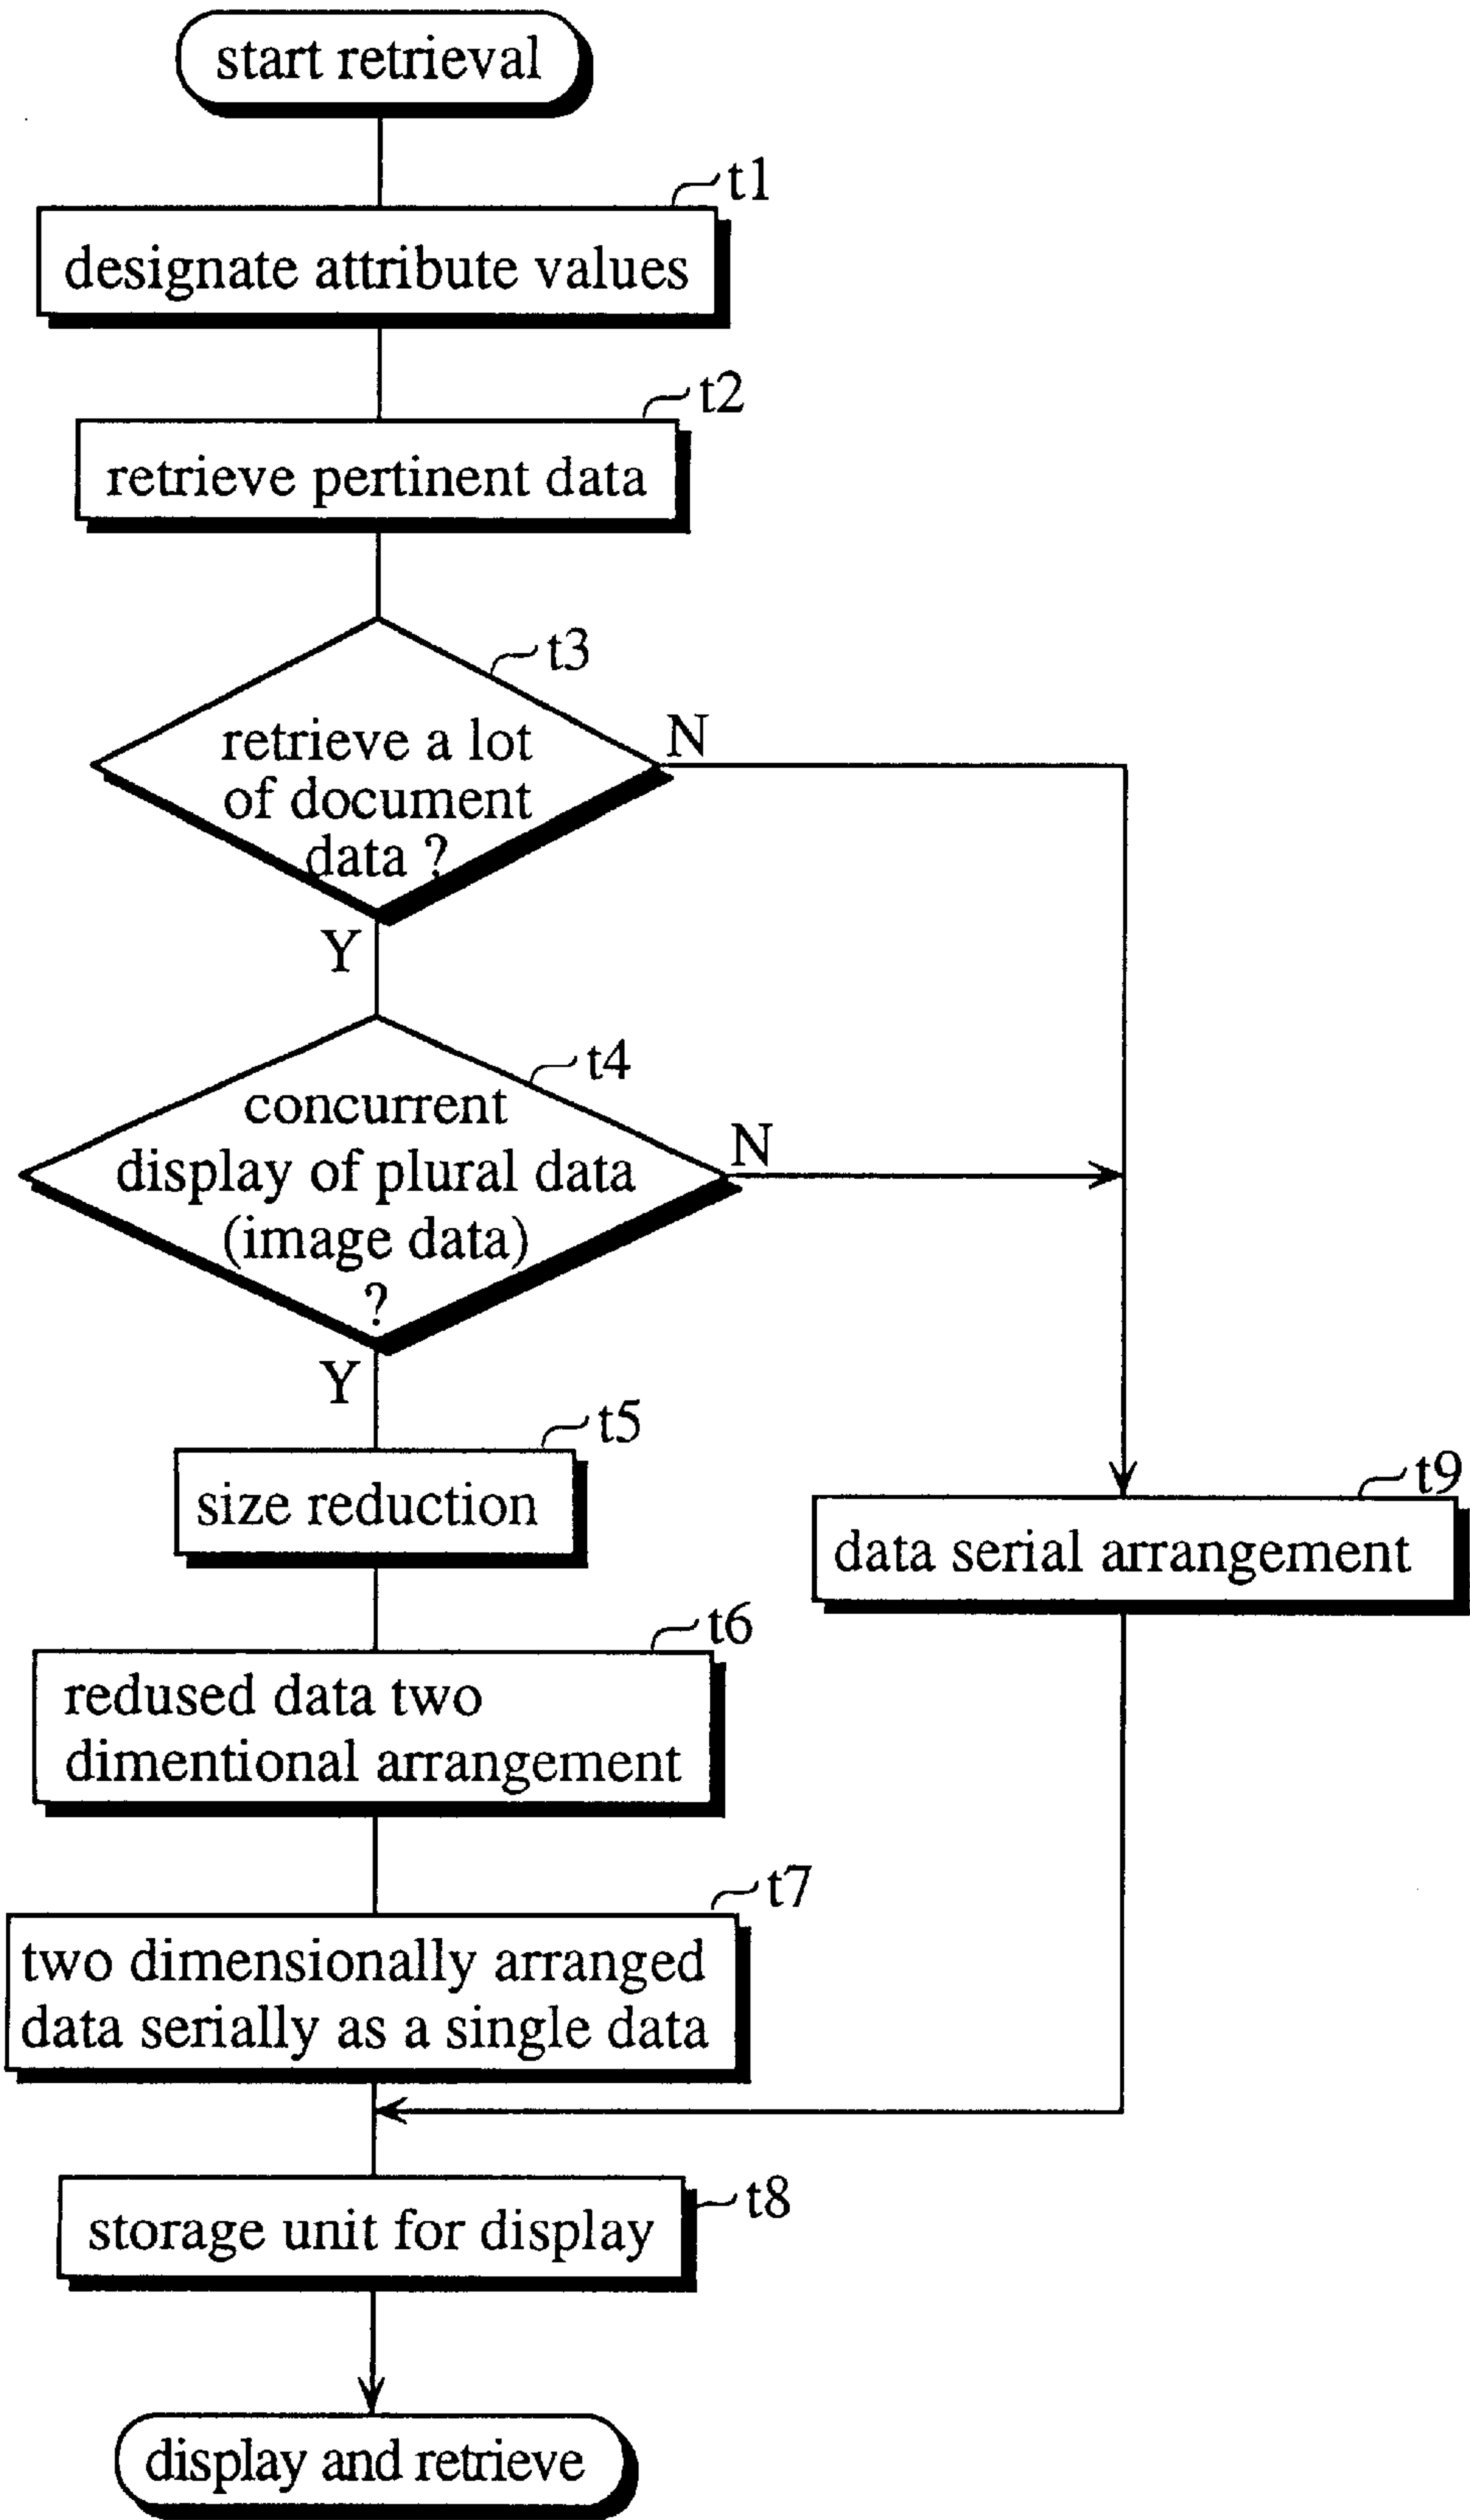 start retrieval
t1
designate attribute values
t2
retrieve pertinent data
t3
retrieve a lot
of document
data ?
N
Y
t4
concurrent
display of plural data
(image data)
?
N
Y
t5
size reduction
t9
data serial arrangement
t6
redused data two
dimentional arrangement
t7
two dimensionally arranged
data serially as a single data
t8
storage unit for display
display and retrieve